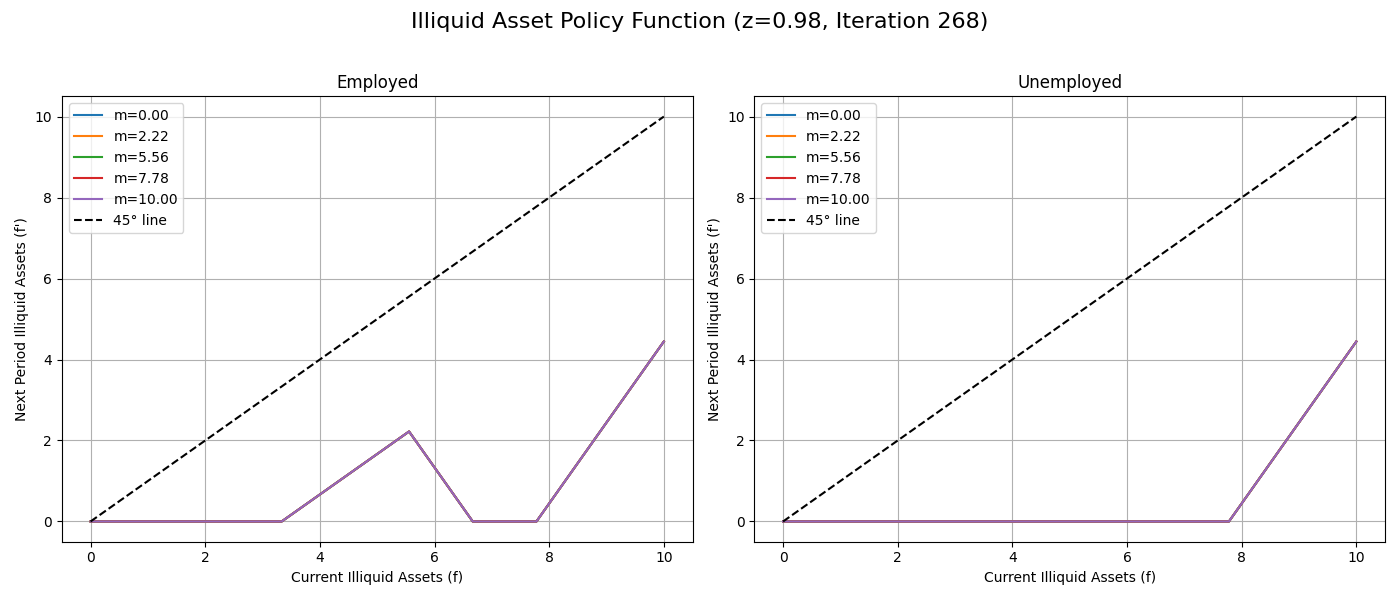 Illiquid Asset Policy Function (z=0.98, Iteration 268)
Employed
m=0.00
m=2.22
m=5.56
m=7.78
m=10.00
45° line
10
8
6
4
2
0
0 2 4 6 8 10
Next Period Illiquid Assets (f')
Current Illiquid Assets (f)
Unemployed
m=0.00
m=2.22
m=5.56
m=7.78
m=10.00
45° line
10
8
6
4
2
0
0 2 4 6 8 10
Next Period Illiquid Assets (f')
Current Illiquid Assets (f)